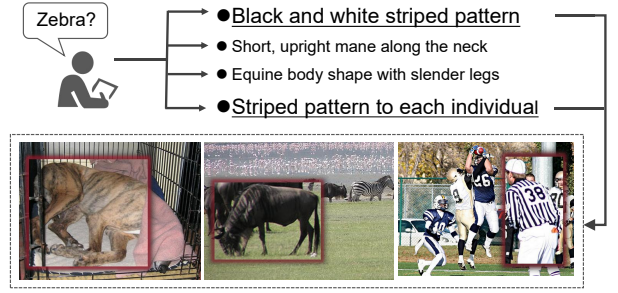 Zebra?
●Black and white striped pattern
● Short, upright mane along the neck
● Equine body shape with slender legs
●Striped pattern to each individual
26
38